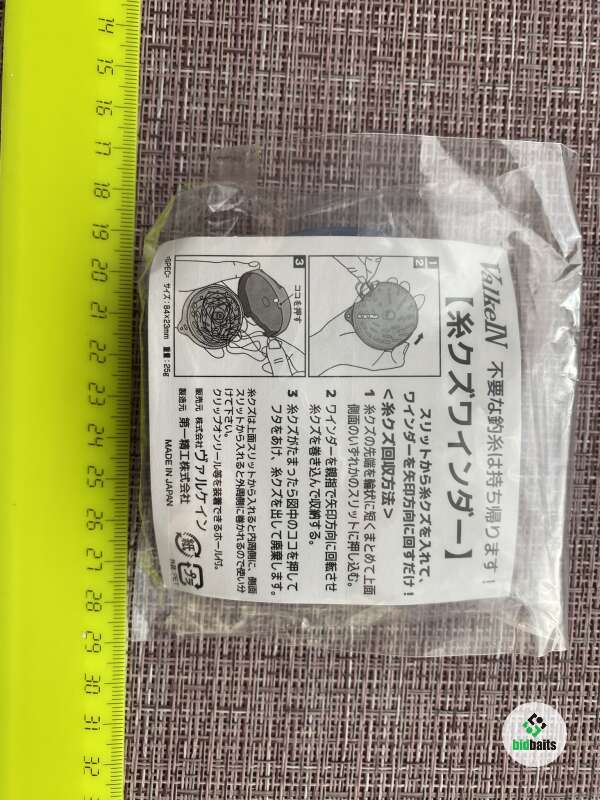 ValkeIN 不要な釣糸は持ち帰ります！
【糸クズワインダー】
スリットから糸クズを入れて、
ワインダーを矢印方向に回すだけ！
＜糸クズ回収方法＞
1 糸クズの先端を輪状に短くまとめて上面
側面のいずれかのスリットに押し込む。
2 ワインダーを親指で矢印方向に回転させ
糸クズを巻き込んで収納する。
3 糸クズがたまったら図中のココを押して
フタをあけ、糸クズを出して廃棄します。
糸クズは上面スリットから入れると内両側に、側面
スリットから入れると外両側に巻かれるので使い分
けて下さい。
クリップオンリール等を装着できるホール付。
販売元 株式会社ヴァルケイン
製造元 第一精工株式会社
MADE IN JAPAN
紙
プラ
1
2
3
ココを押す
<SPEC> サイズ：84×23mm 重量：25g
14
15
16
17
18
19
20
21
22
23
24
25
26
27
28
29
30
31
32
bidbaits